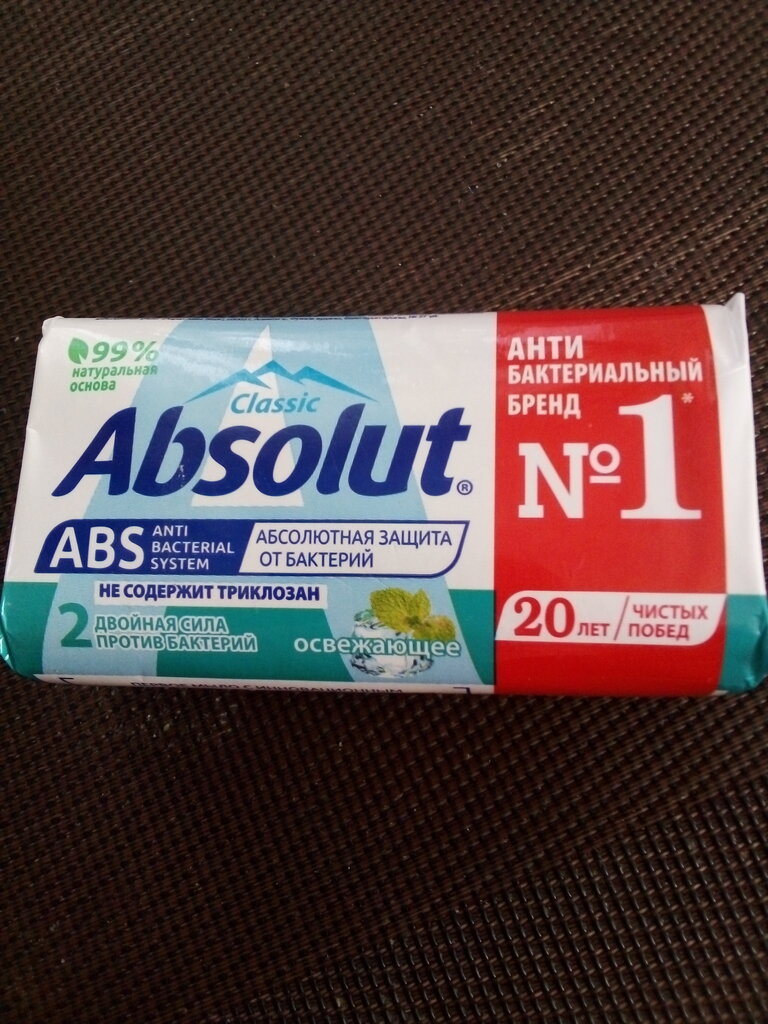 99%
натуральная
основа
Classic
Absolut®
ABS ANTI
BACTERIAL
SYSTEM
АБСОЛЮТНАЯ ЗАЩИТА
ОТ БАКТЕРИЙ
НЕ СОДЕРЖИТ ТРИКЛОЗАН
2 ДВОЙНАЯ СИЛА
ПРОТИВ БАКТЕРИЙ
освежающее
АНТИ
БАКТЕРИАЛЬНЫЙ
БРЕНД
№1*
20 ЛЕТ / ЧИСТЫХ
ПОБЕД